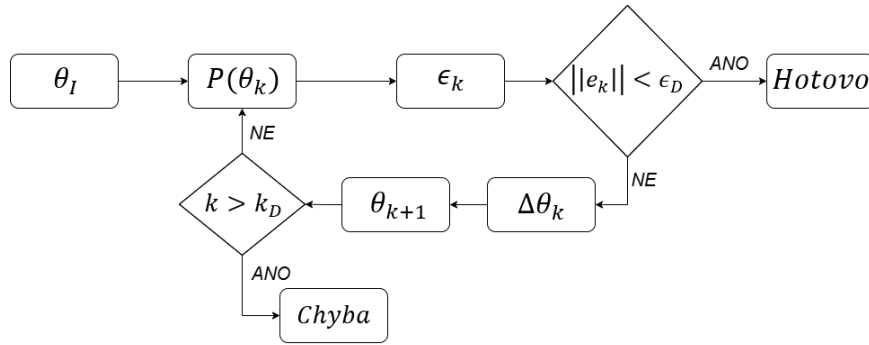 θ_I
P(θ_k)
ϵ_k
||e_k|| < ϵ_D
ANO
Hotovo
NE
Δθ_k
θ_{k+1}
k > k_D
NE
ANO
Chyba